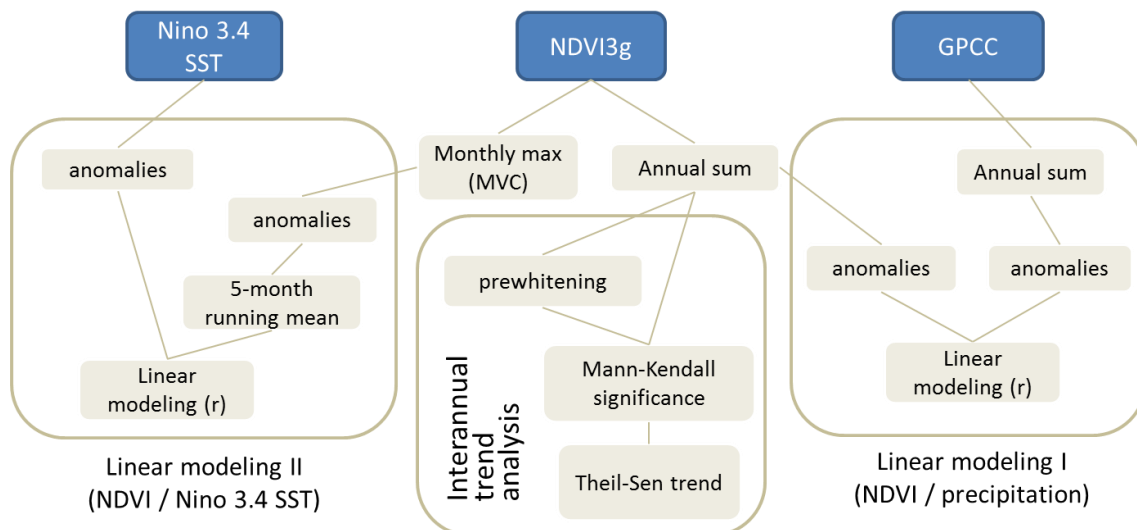 Nino 3.4
SST
NDVI3g
GPCC
anomalies
Monthly max
(MVC)
Annual sum
Annual sum
anomalies
prewhitening
anomalies
anomalies
5-month
running mean
Linear
modeling (r)
Mann-Kendall
significance
Linear
modeling (r)
Interannual
trend
analysis
Theil-Sen trend
Linear modeling II
(NDVI / Nino 3.4 SST)
Linear modeling I
(NDVI / precipitation)